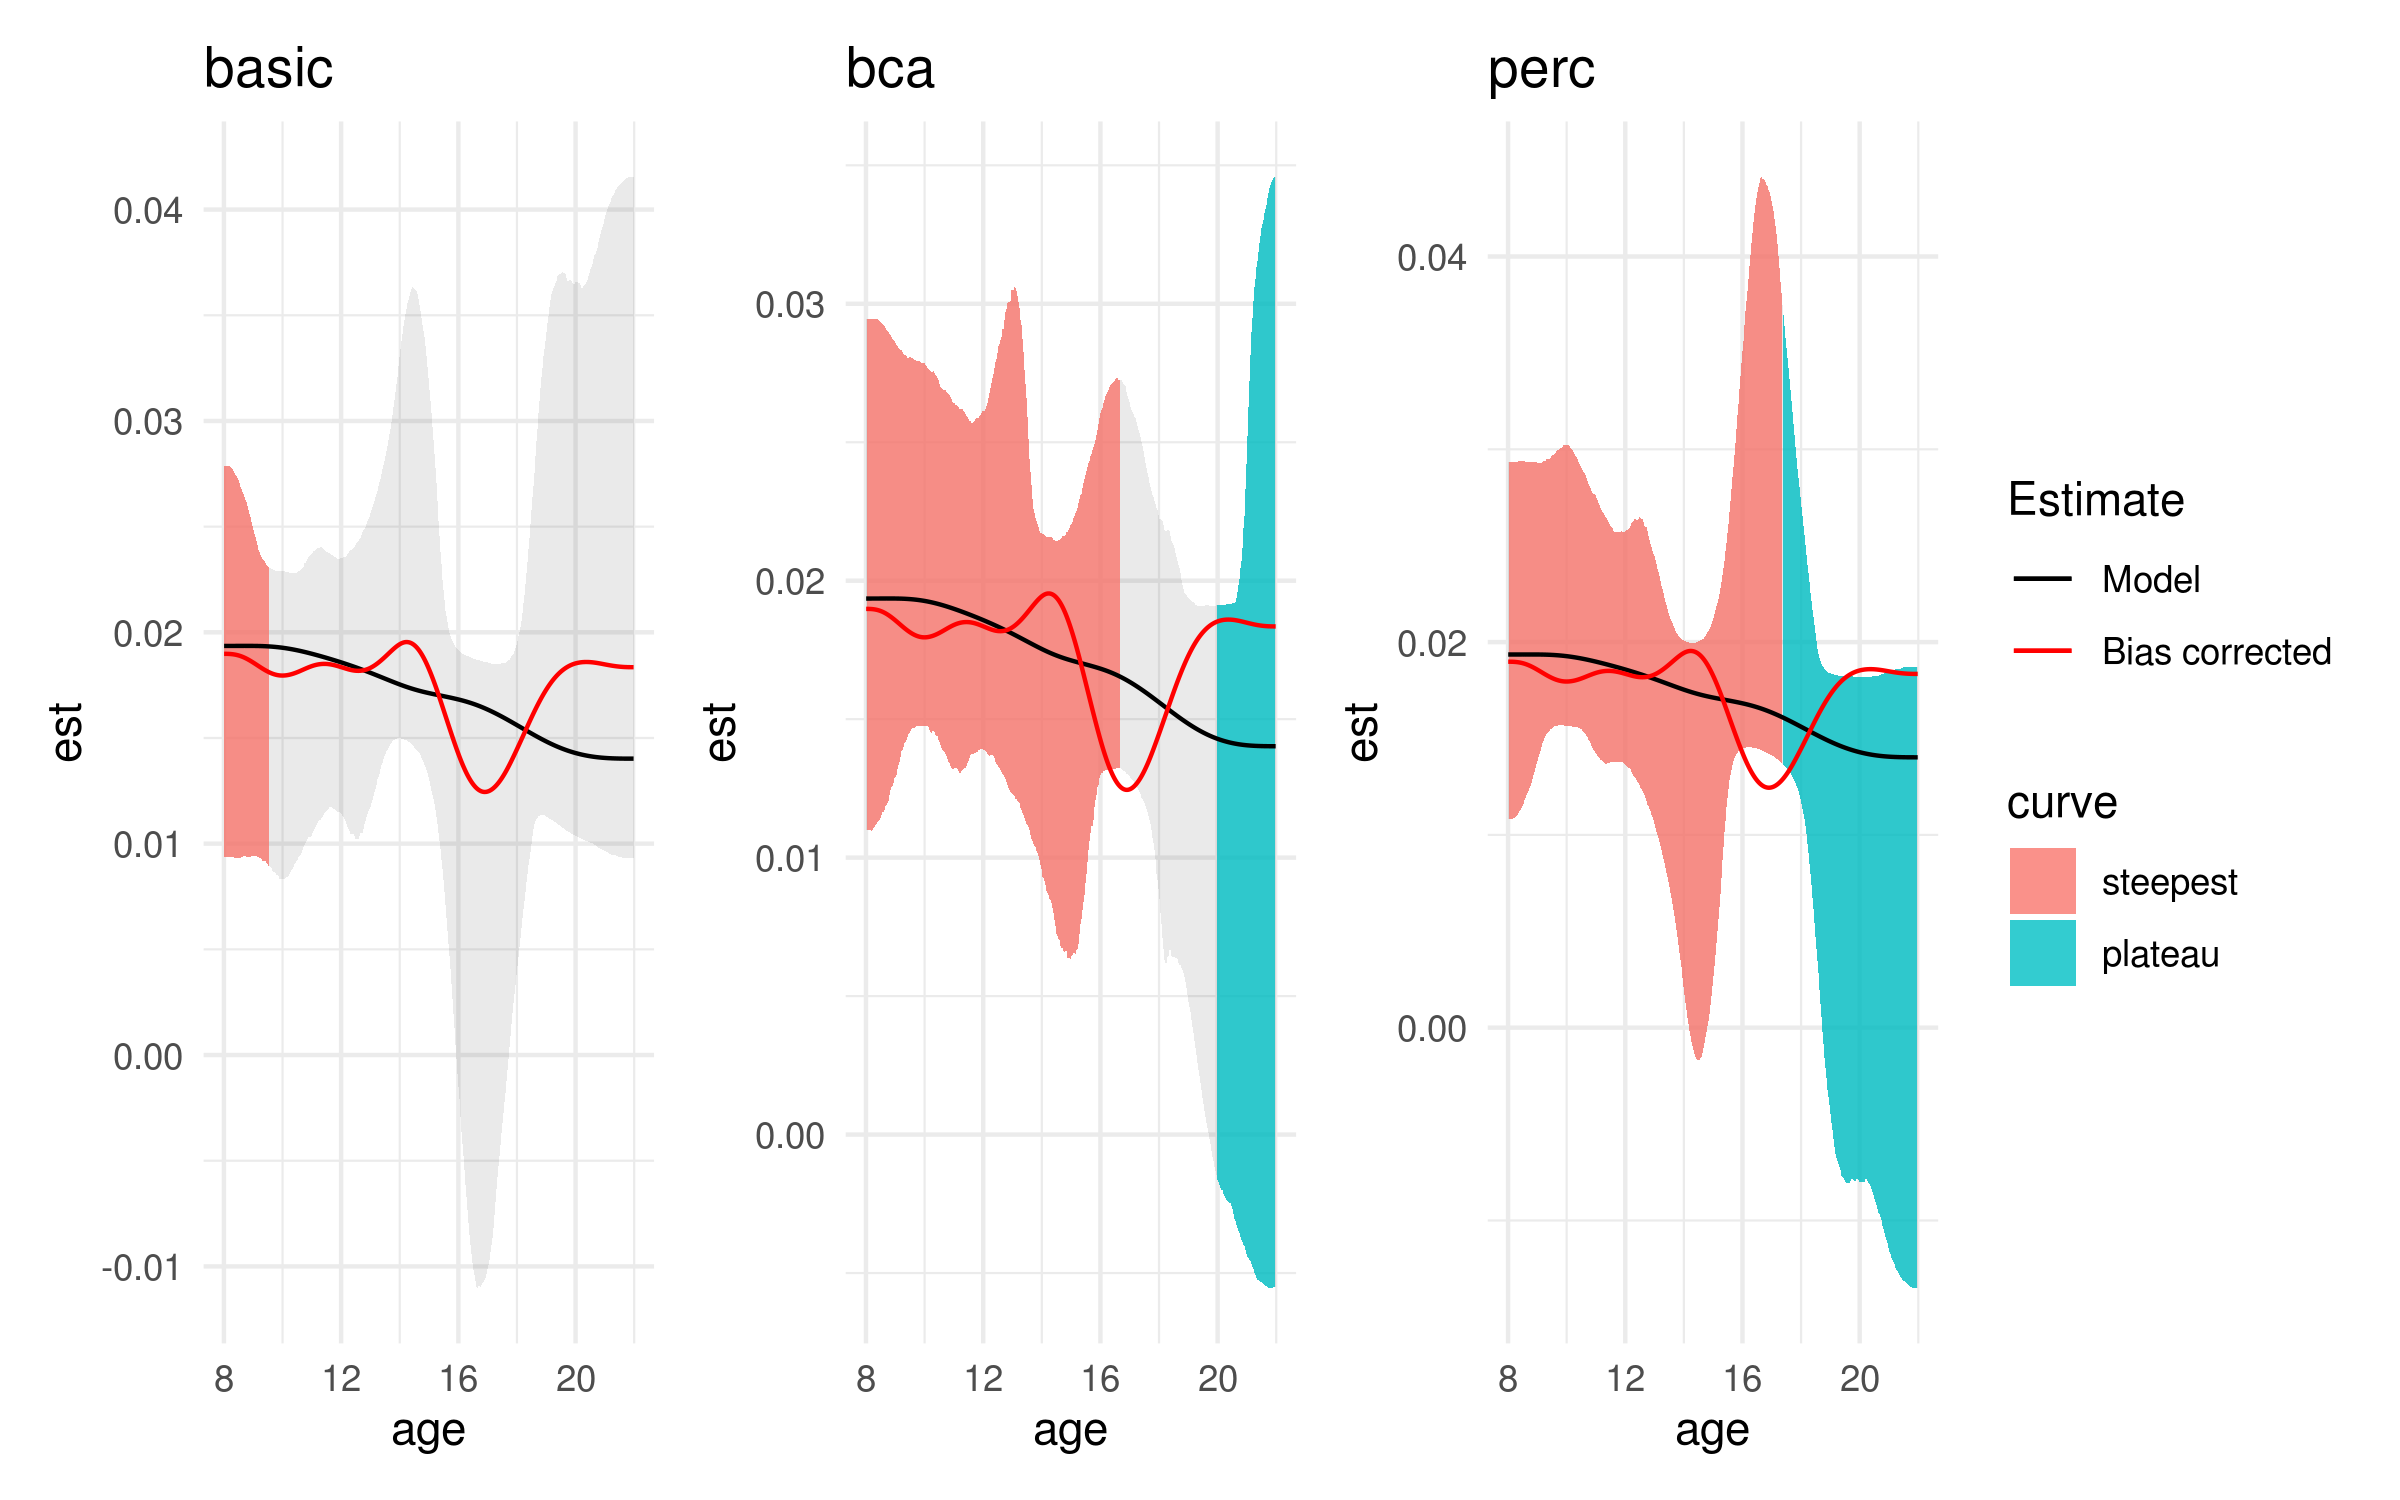 basic
bca
perc
0.04
0.03
0.02
0.01
0.00
-0.01
est
8 12 16 20
age
0.03
0.02
0.01
0.00
est
8 12 16 20
age
0.04
0.02
0.00
est
8 12 16 20
age
Estimate
Model
Bias corrected
curve
steepest
plateau